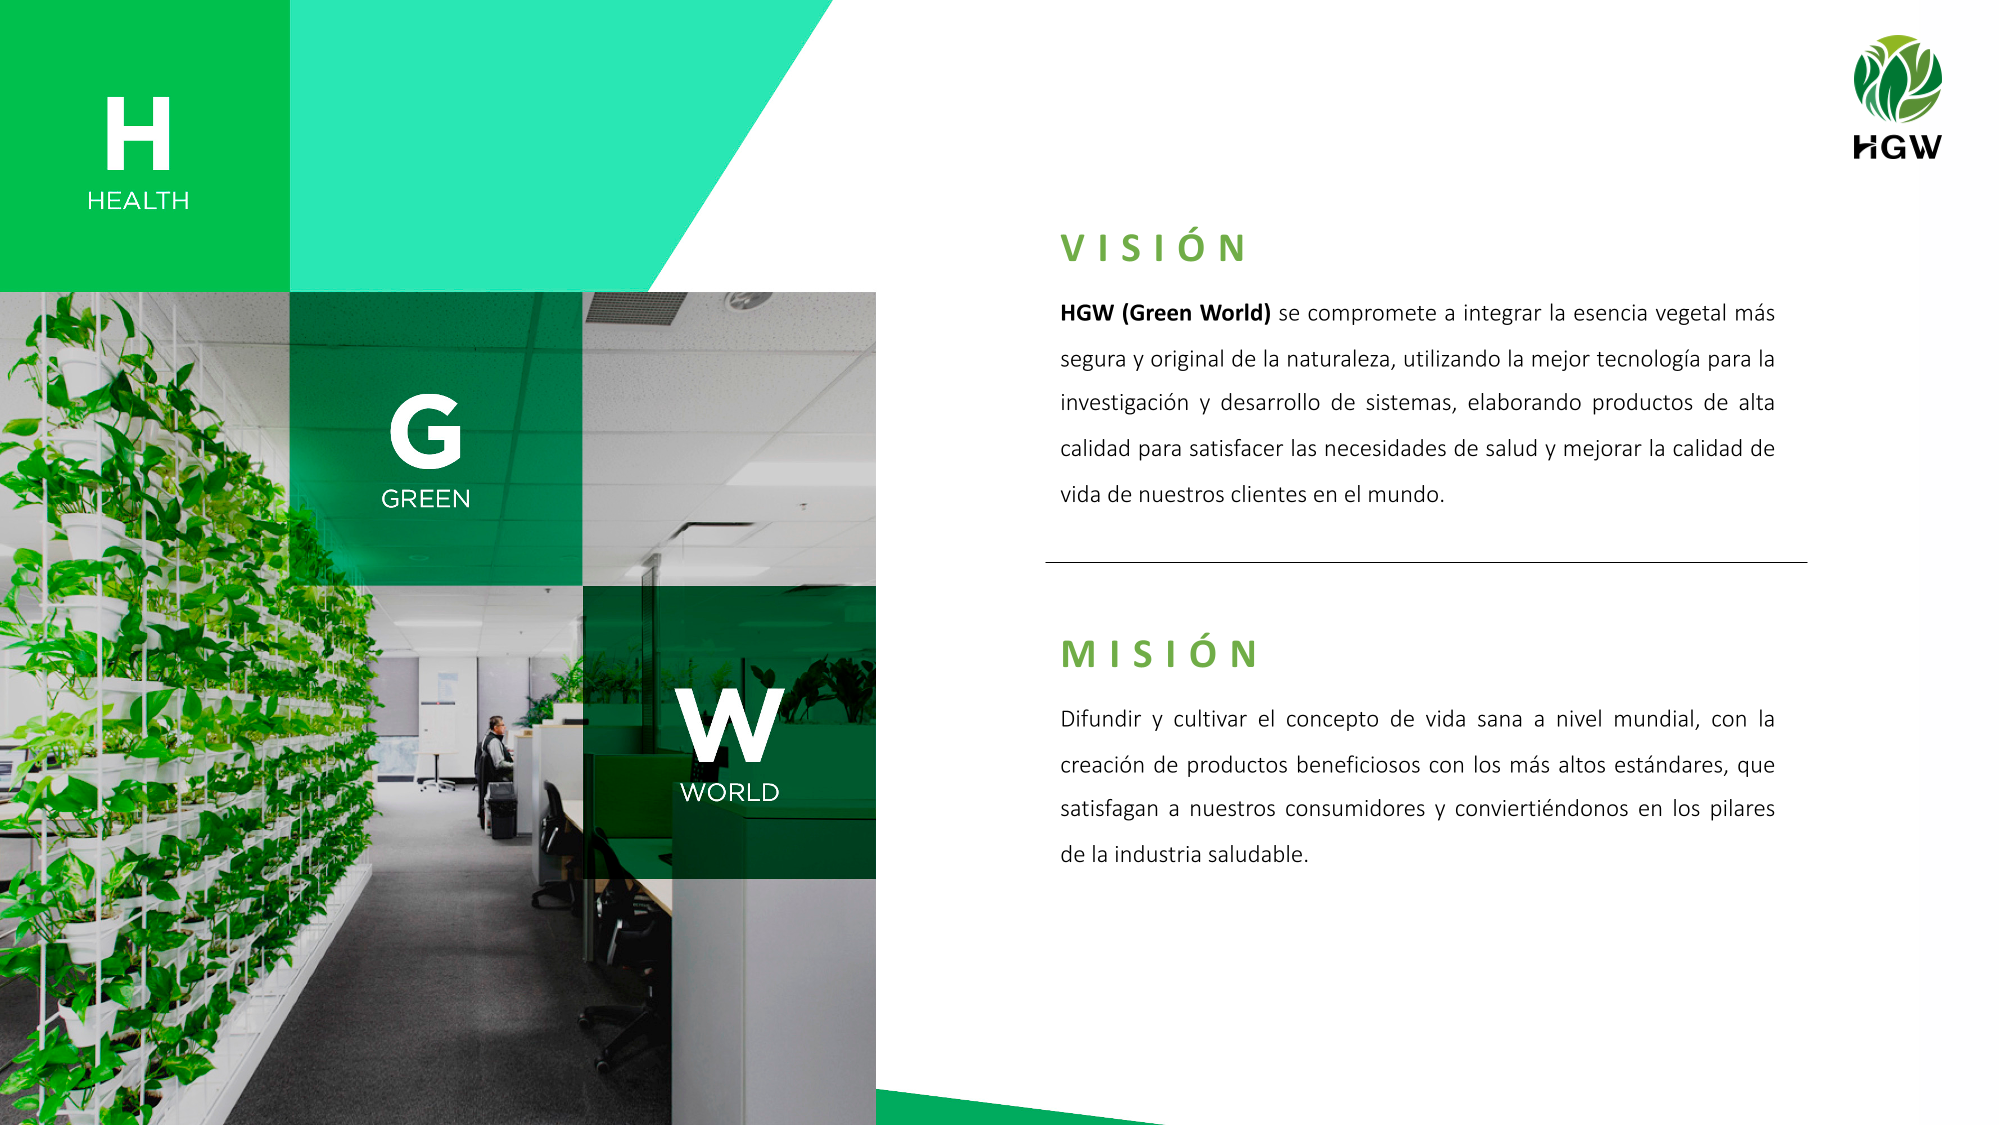 H
HEALTH
G
GREEN
W
WORLD
HGW
VISIÓN
HGW (Green World) se compromete a integrar la esencia vegetal más
segura y original de la naturaleza, utilizando la mejor tecnología para la
investigación y desarrollo de sistemas, elaborando productos de alta
calidad para satisfacer las necesidades de salud y mejorar la calidad de
vida de nuestros clientes en el mundo.
MISIÓN
Difundir y cultivar el concepto de vida sana a nivel mundial, con la
creación de productos beneficiosos con los más altos estándares, que
satisfagan a nuestros consumidores y conviertiéndonos en los pilares
de la industria saludable.